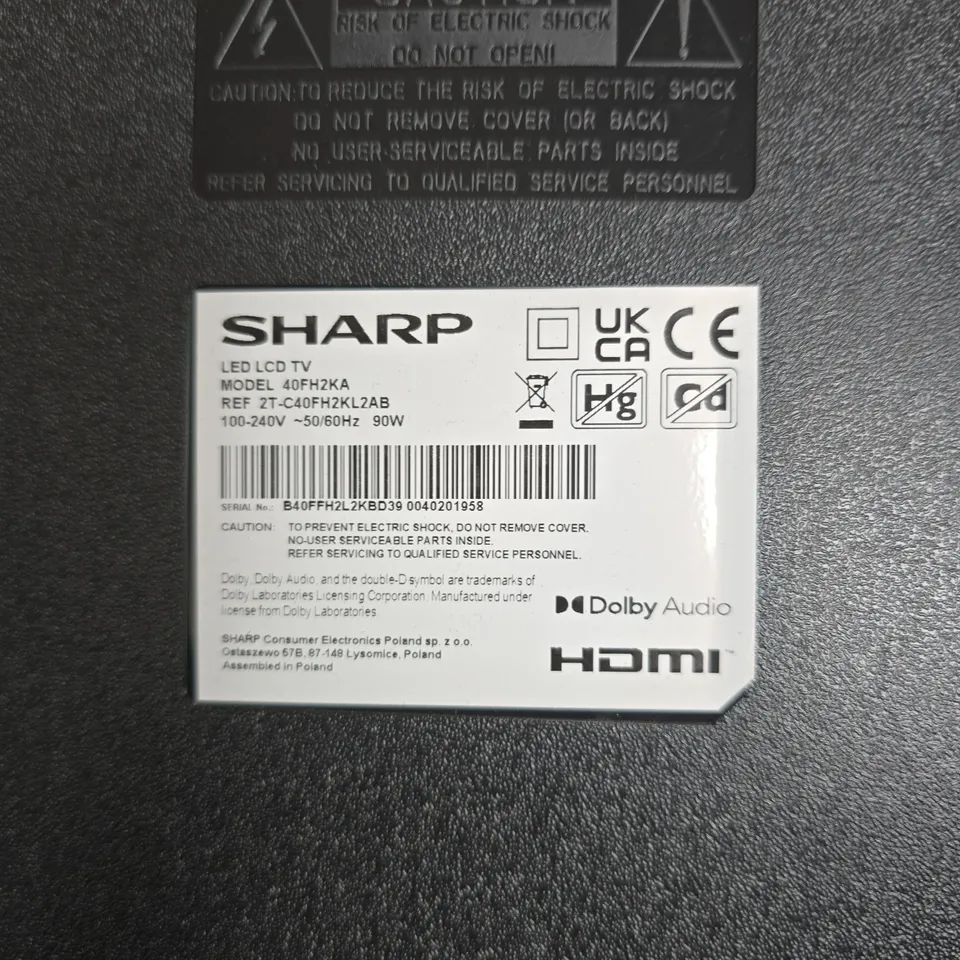 CAUTION
RISK OF ELECTRIC SHOCK
DO NOT OPEN!
CAUTION:TO REDUCE THE RISK OF ELECTRIC SHOCK
DO NOT REMOVE COVER (OR BACK)
NO USER-SERVICEABLE PARTS INSIDE
REFER SERVICING TO QUALIFIED SERVICE PERSONNEL
SHARP
UK
CA
CE
LED LCD TV
MODEL 40FH2KA
REF 2T-C40FH2KL2AB
100-240V ~50/60Hz 90W
Hg
Cd
SERIAL No.: B40FFH2L2KBD39 0040201958
CAUTION: TO PREVENT ELECTRIC SHOCK, DO NOT REMOVE COVER.
NO-USER SERVICEABLE PARTS INSIDE.
REFER SERVICING TO QUALIFIED SERVICE PERSONNEL.
Dolby, Dolby Audio, and the double-D symbol are trademarks of
Dolby Laboratories Licensing Corporation. Manufactured under
license from Dolby Laboratories.
Dolby Audio
SHARP Consumer Electronics Poland sp. z o.o.
Ostaszewo 57B, 87-148 Lysomice, Poland
Assembled in Poland
HDMI™